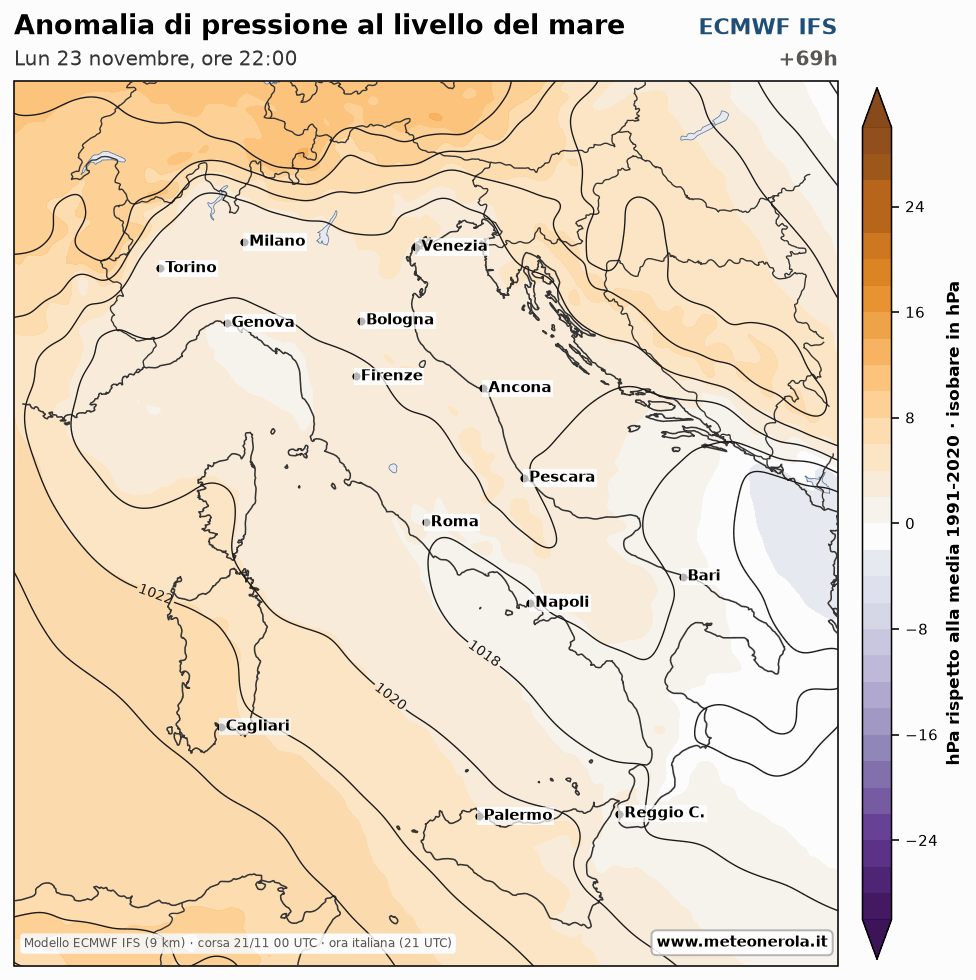 Anomalia di pressione al livello del mare
ECMWF IFS
Lun 23 novembre, ore 22:00
+69h
Milano
Venezia
Torino
Genova
Bologna
Firenze
Ancona
Pescara
Roma
Bari
1022
Napoli
1018
1020
Cagliari
Palermo
Reggio C.
24
16
8
0
−8
−16
−24
hPa rispetto alla media 1991-2020 · isobare in hPa
Modello ECMWF IFS (9 km) · corsa 21/11 00 UTC · ora italiana (21 UTC)
www.meteonerola.it